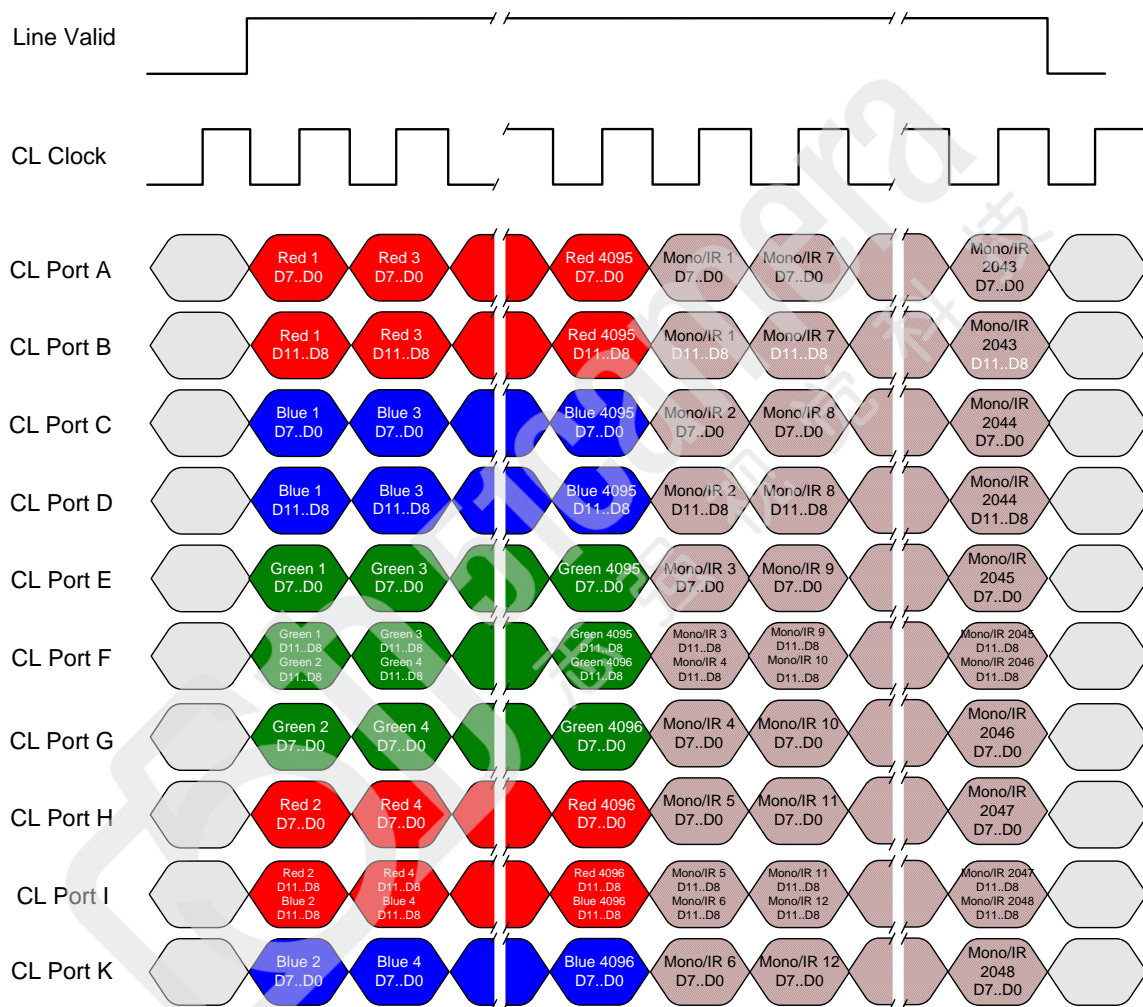 Line Valid
CL Clock
CL Port A
Red 1
D7..D0
Red 3
D7..D0
Red 4095
D7..D0
Mono/IR 1
D7..D0
Mono/IR 7
D7..D0
Mono/IR
2043
D7..D0
CL Port B
Red 1
D11..D8
Red 3
D11..D8
Red 4095
D11..D8
Mono/IR 1
D11..D8
Mono/IR 7
D11..D8
Mono/IR
2043
D11..D8
CL Port C
Blue 1
D7..D0
Blue 3
D7..D0
Blue 4095
D7..D0
Mono/IR 2
D7..D0
Mono/IR 8
D7..D0
Mono/IR
2044
D7..D0
CL Port D
Blue 1
D11..D8
Blue 3
D11..D8
Blue 4095
D11..D8
Mono/IR 2
D11..D8
Mono/IR 8
D11..D8
Mono/IR
2044
D11..D8
CL Port E
Green 1
D7..D0
Green 3
D7..D0
Green 4095
D7..D0
Mono/IR 3
D7..D0
Mono/IR 9
D7..D0
Mono/IR
2045
D7..D0
CL Port F
Green 1
D11..D8
Green 2
D11..D8
Green 3
D11..D8
Green 4
D11..D8
Green 4095
D11..D8
Green 4096
D11..D8
Mono/IR 3
D11..D8
Mono/IR 4
D11..D8
Mono/IR 9
D11..D8
Mono/IR 10
D11..D8
Mono/IR 2045
D11..D8
Mono/IR 2046
D11..D8
CL Port G
Green 2
D7..D0
Green 4
D7..D0
Green 4096
D7..D0
Mono/IR 4
D7..D0
Mono/IR 10
D7..D0
Mono/IR
2046
D7..D0
CL Port H
Red 2
D7..D0
Red 4
D7..D0
Red 4096
D7..D0
Mono/IR 5
D7..D0
Mono/IR 11
D7..D0
Mono/IR
2047
D7..D0
CL Port I
Red 2
D11..D8
Blue 2
D11..D8
Red 4
D11..D8
Blue 4
D11..D8
Red 4096
D11..D8
Blue 4096
D11..D8
Mono/IR 5
D11..D8
Mono/IR 6
D11..D8
Mono/IR 11
D11..D8
Mono/IR 12
D11..D8
Mono/IR 2047
D11..D8
Mono/IR 2048
D11..D8
CL Port K
Blue 2
D7..D0
Blue 4
D7..D0
Blue 4096
D7..D0
Mono/IR 6
D7..D0
Mono/IR 12
D7..D0
Mono/IR
2048
D7..D0
51camera